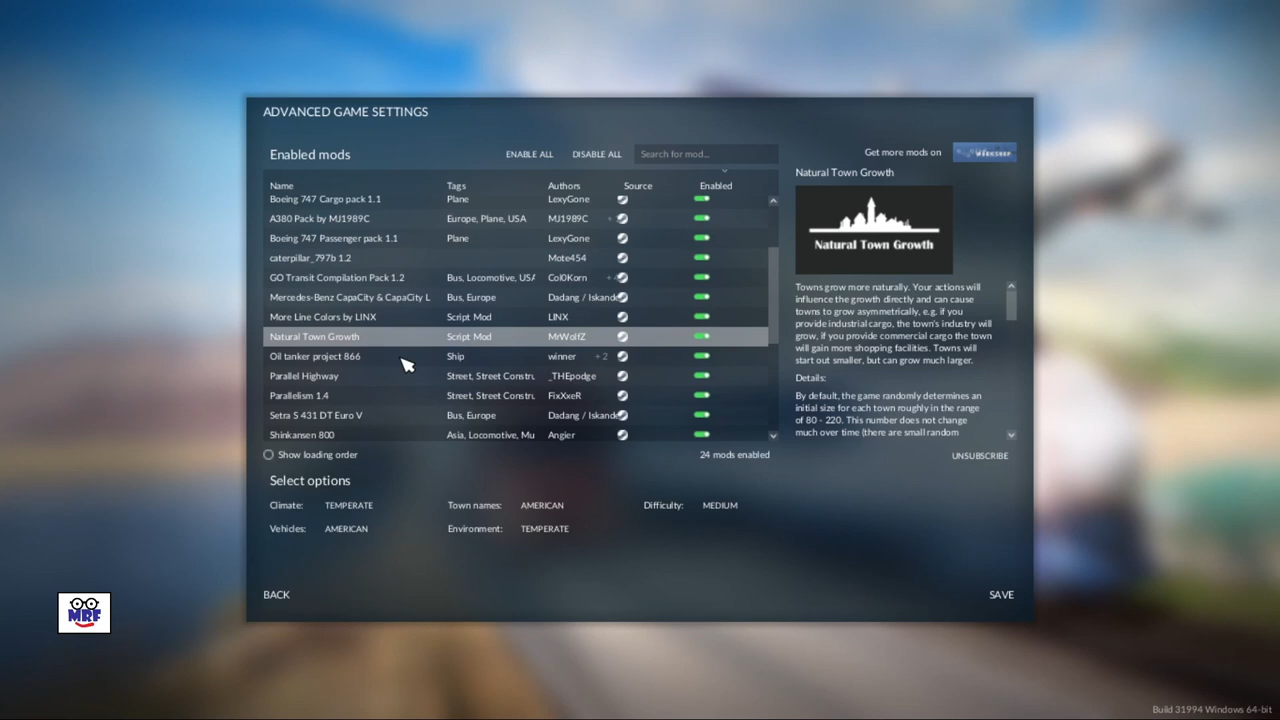 ADVANCED GAME SETTINGS
Enabled mods ENABLE ALL DISABLE ALL Search for mod... Get more mods on WORKSHOP
Name Tags Authors Source Enabled
Boeing 747 Cargo pack 1.1 Plane LexyGone
A380 Pack by MJ1989C Europe, Plane, USA MJ1989C +
Boeing 747 Passenger pack 1.1 Plane LexyGone
caterpillar_797b 1.2 Mote454
GO Transit Compilation Pack 1.2 Bus, Locomotive, USA Col0Korn +
Mercedes-Benz CapaCity & CapaCity L Bus, Europe Dadang / Iskand
More Line Colors by LINX Script Mod LINX
Natural Town Growth Script Mod MrWolfZ
Oil tanker project 866 Ship winner +2
Parallel Highway Street, Street Constru _THEpodge
Parallelism 1.4 Street, Street Constru FixXxeR
Setra S 431 DT Euro V Bus, Europe Dadang / Iskand
Shinkansen 800 Asia, Locomotive, Mu Angier
Show loading order 24 mods enabled
Natural Town Growth
Natural Town Growth
Towns grow more naturally. Your actions will
influence the growth directly and can cause
towns to grow asymmetrically, e.g. if you
provide industrial cargo, the town's industry will
grow, if you provide commercial cargo the town
will gain more shopping facilities. Towns will
start out smaller, but can grow much larger.
Details:
By default, the game randomly determines an
initial size for each town roughly in the range
of 80 - 220. This number does not change
much over time (there are small random
UNSUBSCRIBE
Select options
Climate: TEMPERATE Town names: AMERICAN Difficulty: MEDIUM
Vehicles: AMERICAN Environment: TEMPERATE
BACK SAVE
MRF
Build 31994 Windows 64-bit